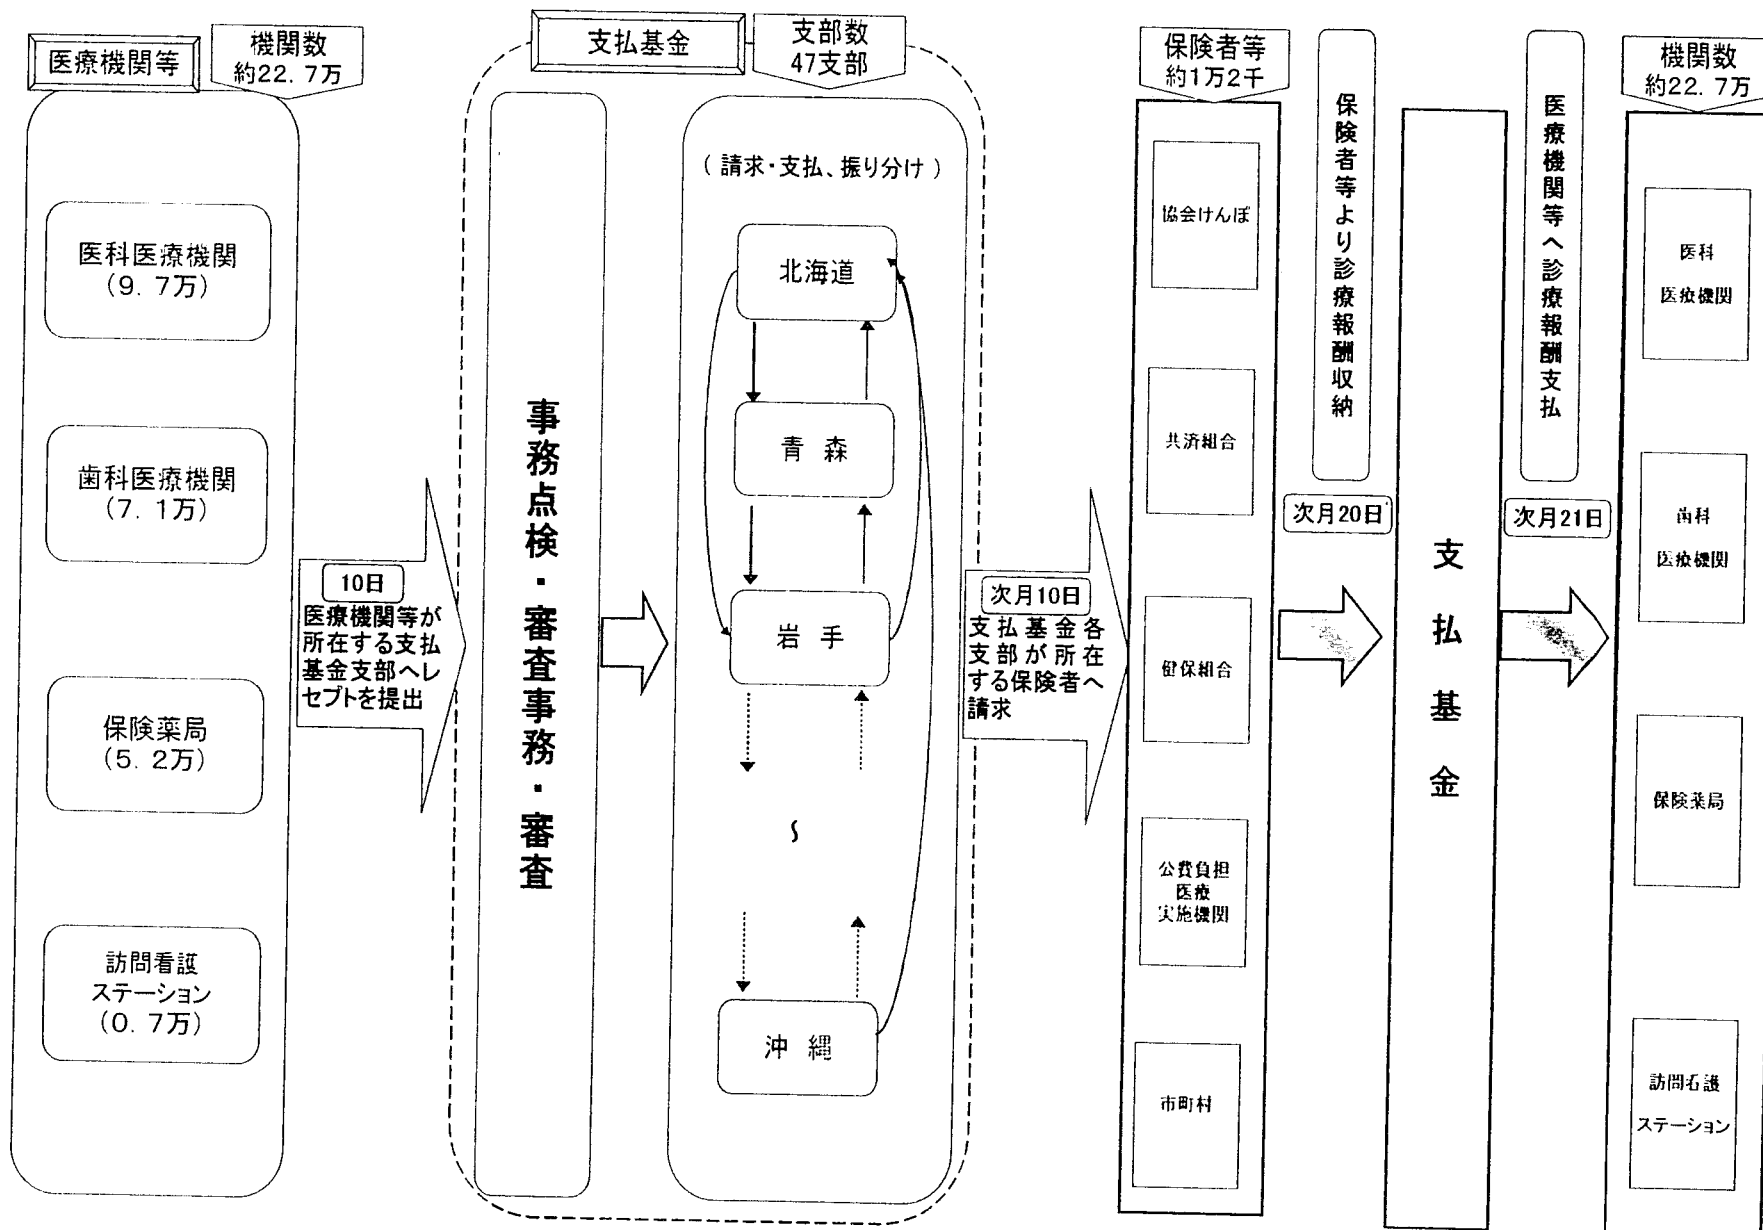 医療機関等
機関数
約22.7万
医科医療機関
(9.7万)
歯科医療機関
(7.1万)
保険薬局
(5.2万)
訪問看護
ステーション
(0.7万)
10日
医療機関等が
所在する支払
基金支部へレ
セプトを提出
支払基金
支部数
47支部
事務点検・審査事務・審査
(請求・支払、振り分け)
北海道
青森
岩手
~
沖縄
次月10日
支払基金各
支部が所在
する保険者へ
請求
保険者等
約1万2千
協会けんぽ
共済組合
健保組合
公費負担
医療
実施機関
市町村
保険者等より診療報酬収納
次月20日
支払基金
医療機関等へ診療報酬支払
次月21日
機関数
約22.7万
医科
医療機関
歯科
医療機関
保険薬局
訪問看護
ステーション